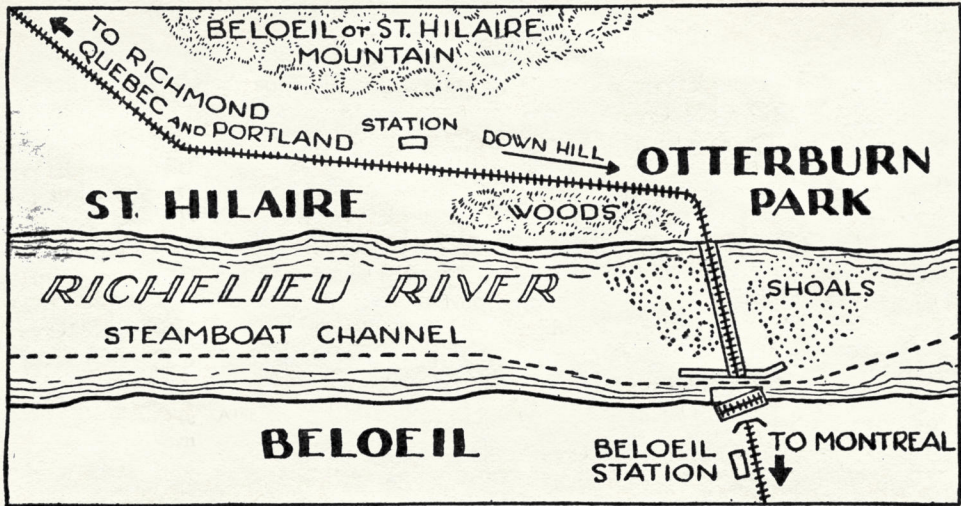 BELOEIL or ST. HILAIRE
MOUNTAIN
TO RICHMOND
QUEBEC AND PORTLAND
STATION
DOWN HILL
OTTERBURN
PARK
ST. HILAIRE
WOODS
RICHELIEU RIVER
SHOALS
STEAMBOAT CHANNEL
BELOEIL
BELOEIL
STATION
TO MONTREAL